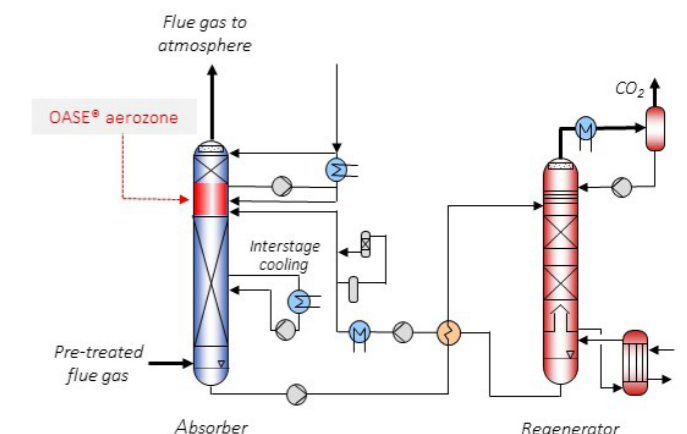 Flue gas to
atmosphere
CO₂
OASE® aerozone
Interstage
cooling
Pre-treated
flue gas
Absorber
Regenerator